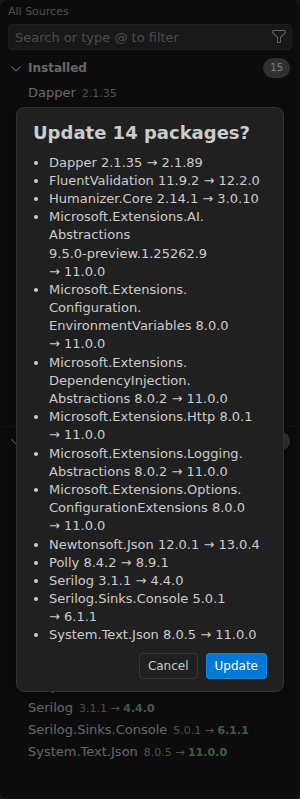 All Sources
Search or type @ to filter
Installed
15
Dapper 2.1.35
Update 14 packages?
• Dapper 2.1.35 → 2.1.89
• FluentValidation 11.9.2 → 12.2.0
• Humanizer.Core 2.14.1 → 3.0.10
• Microsoft.Extensions.AI.
Abstractions
9.5.0-preview.1.25262.9
→ 11.0.0
• Microsoft.Extensions.
Configuration.
EnvironmentVariables 8.0.0
→ 11.0.0
• Microsoft.Extensions.
DependencyInjection.
Abstractions 8.0.2 → 11.0.0
• Microsoft.Extensions.Http 8.0.1
→ 11.0.0
• Microsoft.Extensions.Logging.
Abstractions 8.0.2 → 11.0.0
• Microsoft.Extensions.Options.
ConfigurationExtensions 8.0.0
→ 11.0.0
• Newtonsoft.Json 12.0.1 → 13.0.4
• Polly 8.4.2 → 8.9.1
• Serilog 3.1.1 → 4.4.0
• Serilog.Sinks.Console 5.0.1
→ 6.1.1
• System.Text.Json 8.0.5 → 11.0.0
Cancel
Update
Serilog 3.1.1 → 4.4.0
Serilog.Sinks.Console 5.0.1 → 6.1.1
System.Text.Json 8.0.5 → 11.0.0